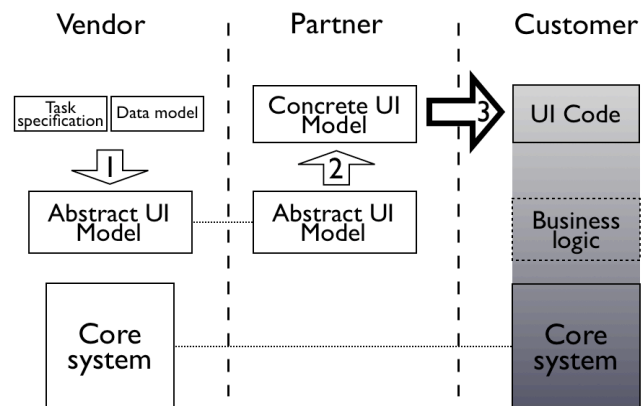 Vendor
Partner
Customer
Task
specification
Data model
1
Abstract UI
Model
Core
system
Concrete UI
Model
2
Abstract UI
Model
3
UI Code
Business
logic
Core
system